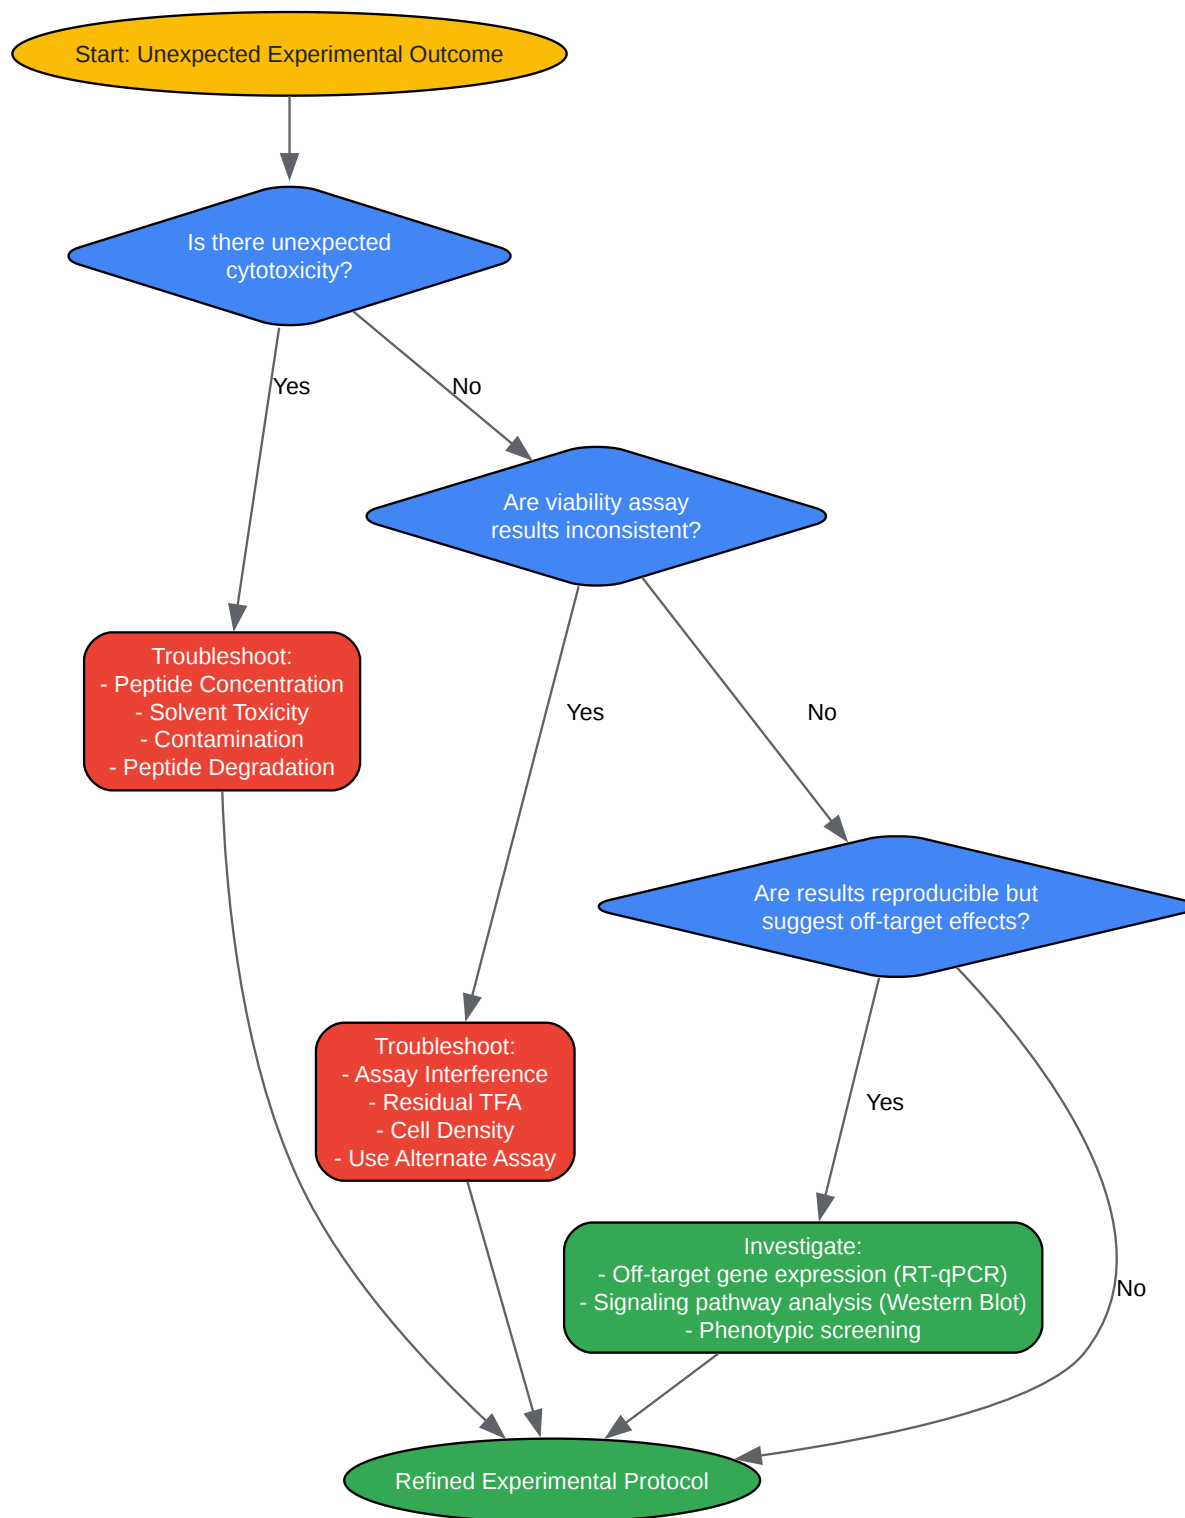 Start: Unexpected Experimental Outcome
Is there unexpected
cytotoxicity?
Yes
No
Are viability assay
results inconsistent?
Troubleshoot:
- Peptide Concentration
- Solvent Toxicity
- Contamination
- Peptide Degradation
Yes
No
Are results reproducible but
suggest off-target effects?
Troubleshoot:
- Assay Interference
- Residual TFA
- Cell Density
- Use Alternate Assay
Yes
Investigate:
- Off-target gene expression (RT-qPCR)
- Signaling pathway analysis (Western Blot)
- Phenotypic screening
No
Refined Experimental Protocol